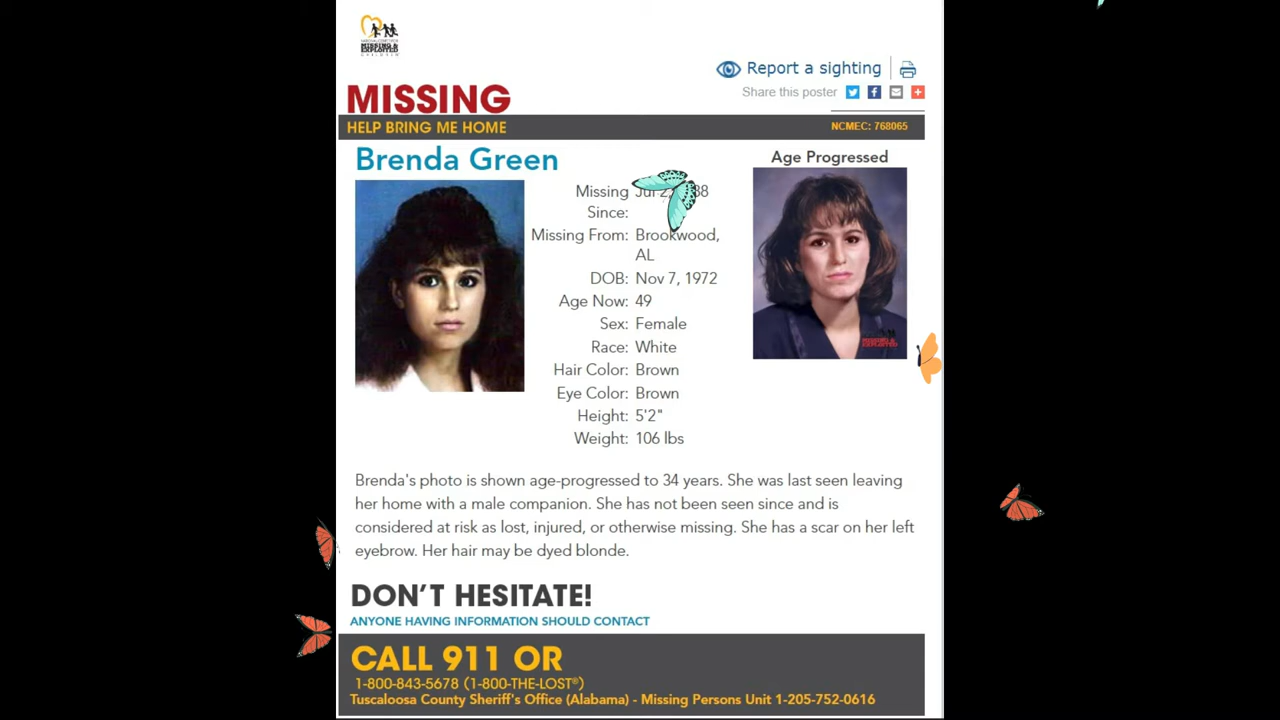 MISSING &
EXPLOITED
CHILDREN
Report a sighting
Share this poster
MISSING
HELP BRING ME HOME
NCMEC: 768065
Brenda Green
Age Progressed
Missing Since:
Missing From: Brookwood, AL
DOB: Nov 7, 1972
Age Now: 49
Sex: Female
Race: White
Hair Color: Brown
Eye Color: Brown
Height: 5'2"
Weight: 106 lbs
Brenda's photo is shown age-progressed to 34 years. She was last seen leaving
her home with a male companion. She has not been seen since and is
considered at risk as lost, injured, or otherwise missing. She has a scar on her left
eyebrow. Her hair may be dyed blonde.
DON'T HESITATE!
ANYONE HAVING INFORMATION SHOULD CONTACT
CALL 911 OR
1-800-843-5678 (1-800-THE-LOST®)
Tuscaloosa County Sheriff's Office (Alabama) - Missing Persons Unit 1-205-752-0616